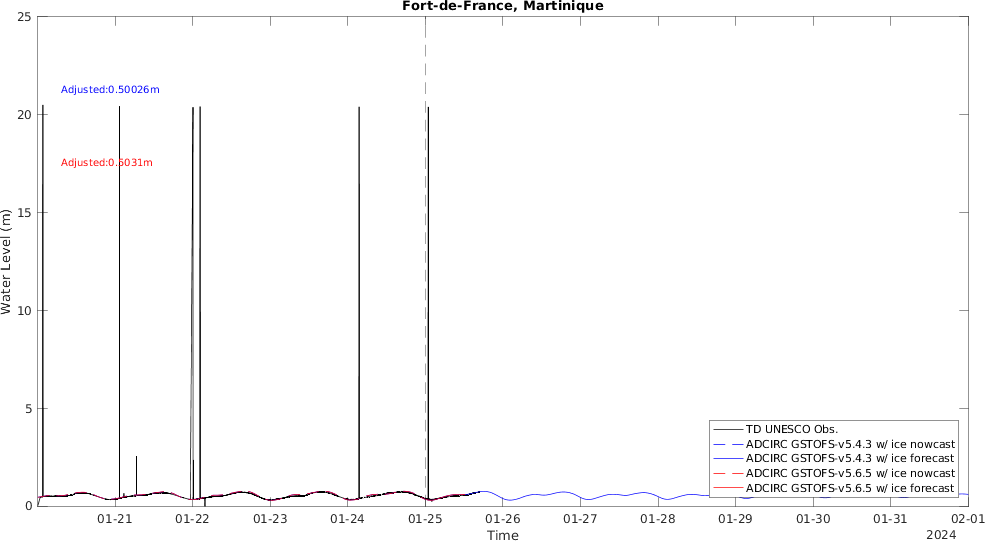 Fort-de-France, Martinique
25
Adjusted:0.50026m
20
Adjusted:0.5031m
15
Water Level (m)
10
5
TD UNESCO Obs.
ADCIRC GSTOFS-v5.4.3 w/ ice nowcast
ADCIRC GSTOFS-v5.4.3 w/ ice forecast
ADCIRC GSTOFS-v5.6.5 w/ ice nowcast
ADCIRC GSTOFS-v5.6.5 w/ ice forecast
0
01-21 01-22 01-23 01-24 01-25 01-26 01-27 01-28 01-29 01-30 01-31 02-01
Time
2024